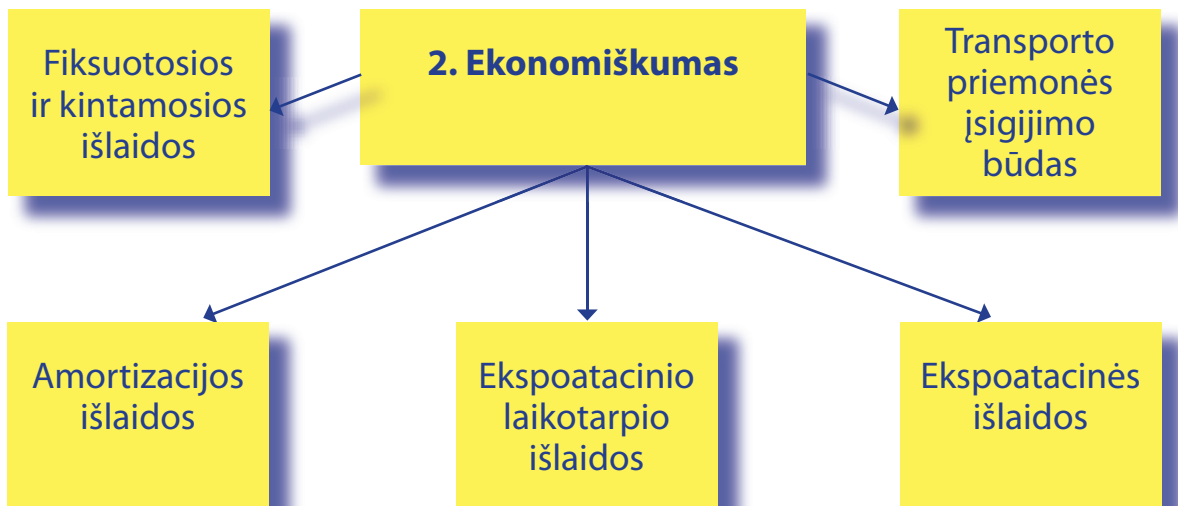 Fiksuotosios
ir kintamosios
išlaidos
2. Ekonomiškumas
Transporto
priemonės
įsigijimo
būdas
Amortizacijos
išlaidos
Ekspoatacinio
laikotarpio
išlaidos
Ekspoatacinės
išlaidos